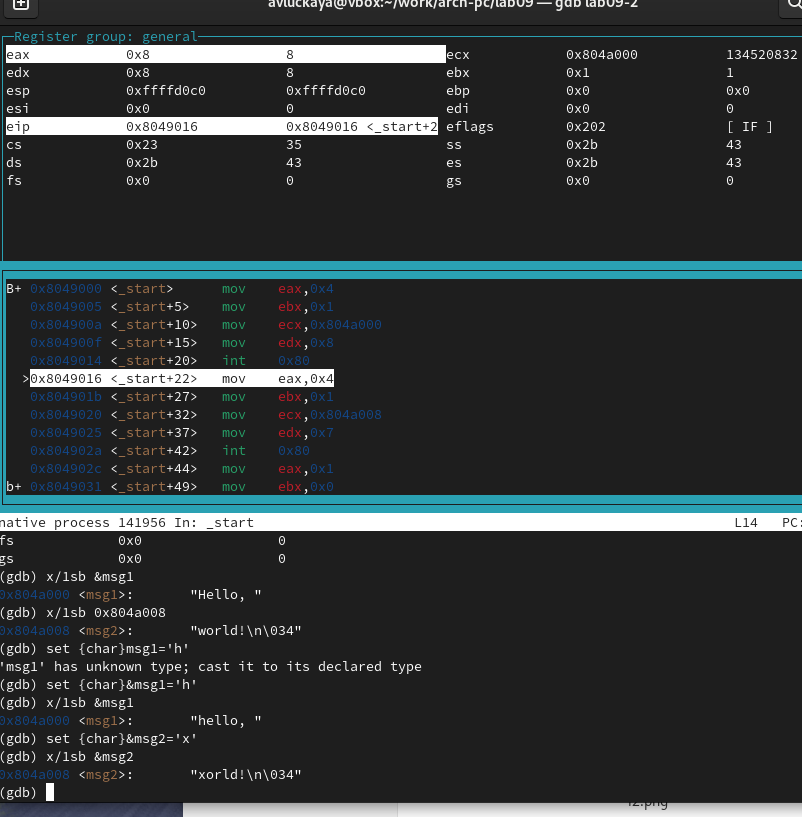 avluckaya@vbox:~/work/arch-pc/lab09 — gdb lab09-2
Register group: general
eax 0x8 8 ecx 0x804a000 134520832
edx 0x8 8 ebx 0x1 1
esp 0xffffd0c0 0xffffd0c0 ebp 0x0 0x0
esi 0x0 0 edi 0x0 0
eip 0x8049016 0x8049016 <_start+2 eflags 0x202 [ IF ]
cs 0x23 35 ss 0x2b 43
ds 0x2b 43 es 0x2b 43
fs 0x0 0 gs 0x0 0
B+ 0x8049000 <_start> mov eax,0x4
0x8049005 <_start+5> mov ebx,0x1
0x804900a <_start+10> mov ecx,0x804a000
0x804900f <_start+15> mov edx,0x8
0x8049014 <_start+20> int 0x80
>0x8049016 <_start+22> mov eax,0x4
0x804901b <_start+27> mov ebx,0x1
0x8049020 <_start+32> mov ecx,0x804a008
0x8049025 <_start+37> mov edx,0x7
0x804902a <_start+42> int 0x80
0x804902c <_start+44> mov eax,0x1
b+ 0x8049031 <_start+49> mov ebx,0x0
native process 141956 In: _start L14 PC:
fs 0x0 0
gs 0x0 0
(gdb) x/1sb &msg1
0x804a000 <msg1>: "Hello, "
(gdb) x/1sb 0x804a008
0x804a008 <msg2>: "world!\n\034"
(gdb) set {char}msg1='h'
'msg1' has unknown type; cast it to its declared type
(gdb) set {char}&msg1='h'
(gdb) x/1sb &msg1
0x804a000 <msg1>: "hello, "
(gdb) set {char}&msg2='x'
(gdb) x/1sb &msg2
0x804a008 <msg2>: "xorld!\n\034"
(gdb)